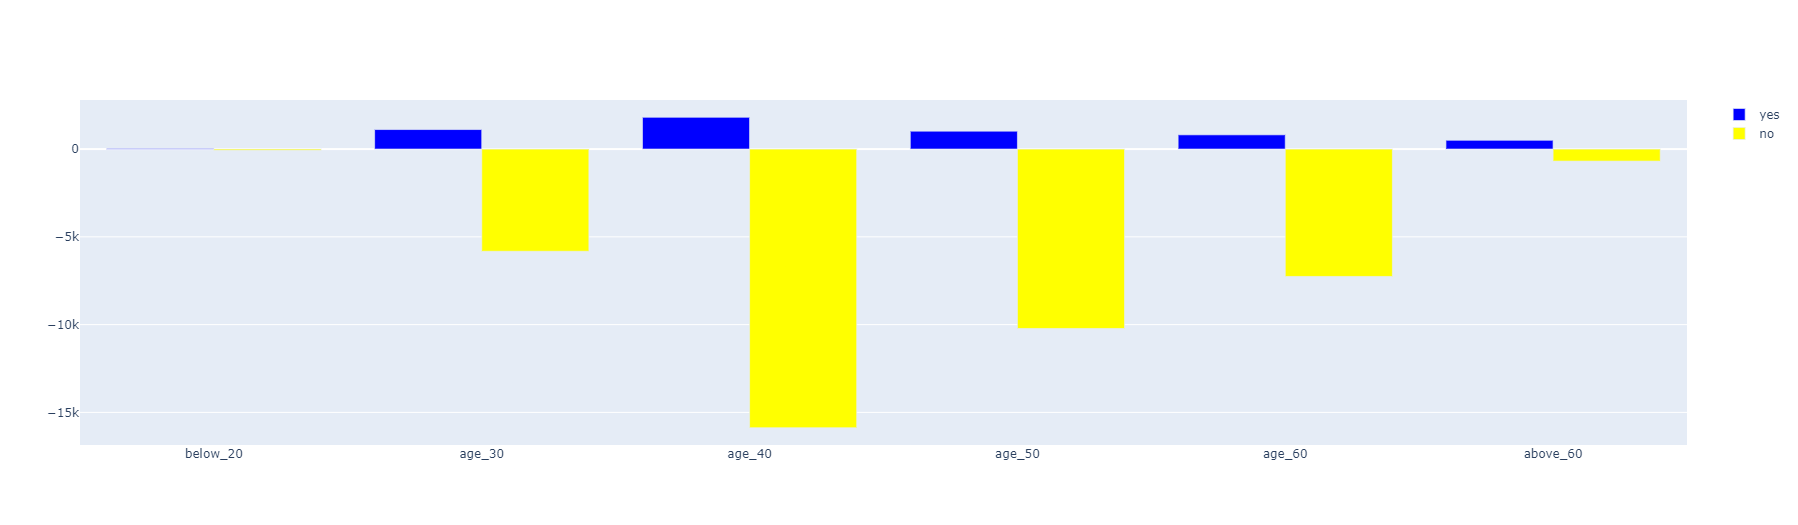 yes
no
0
−5k
−10k
−15k
below_20
age_30
age_40
age_50
age_60
above_60